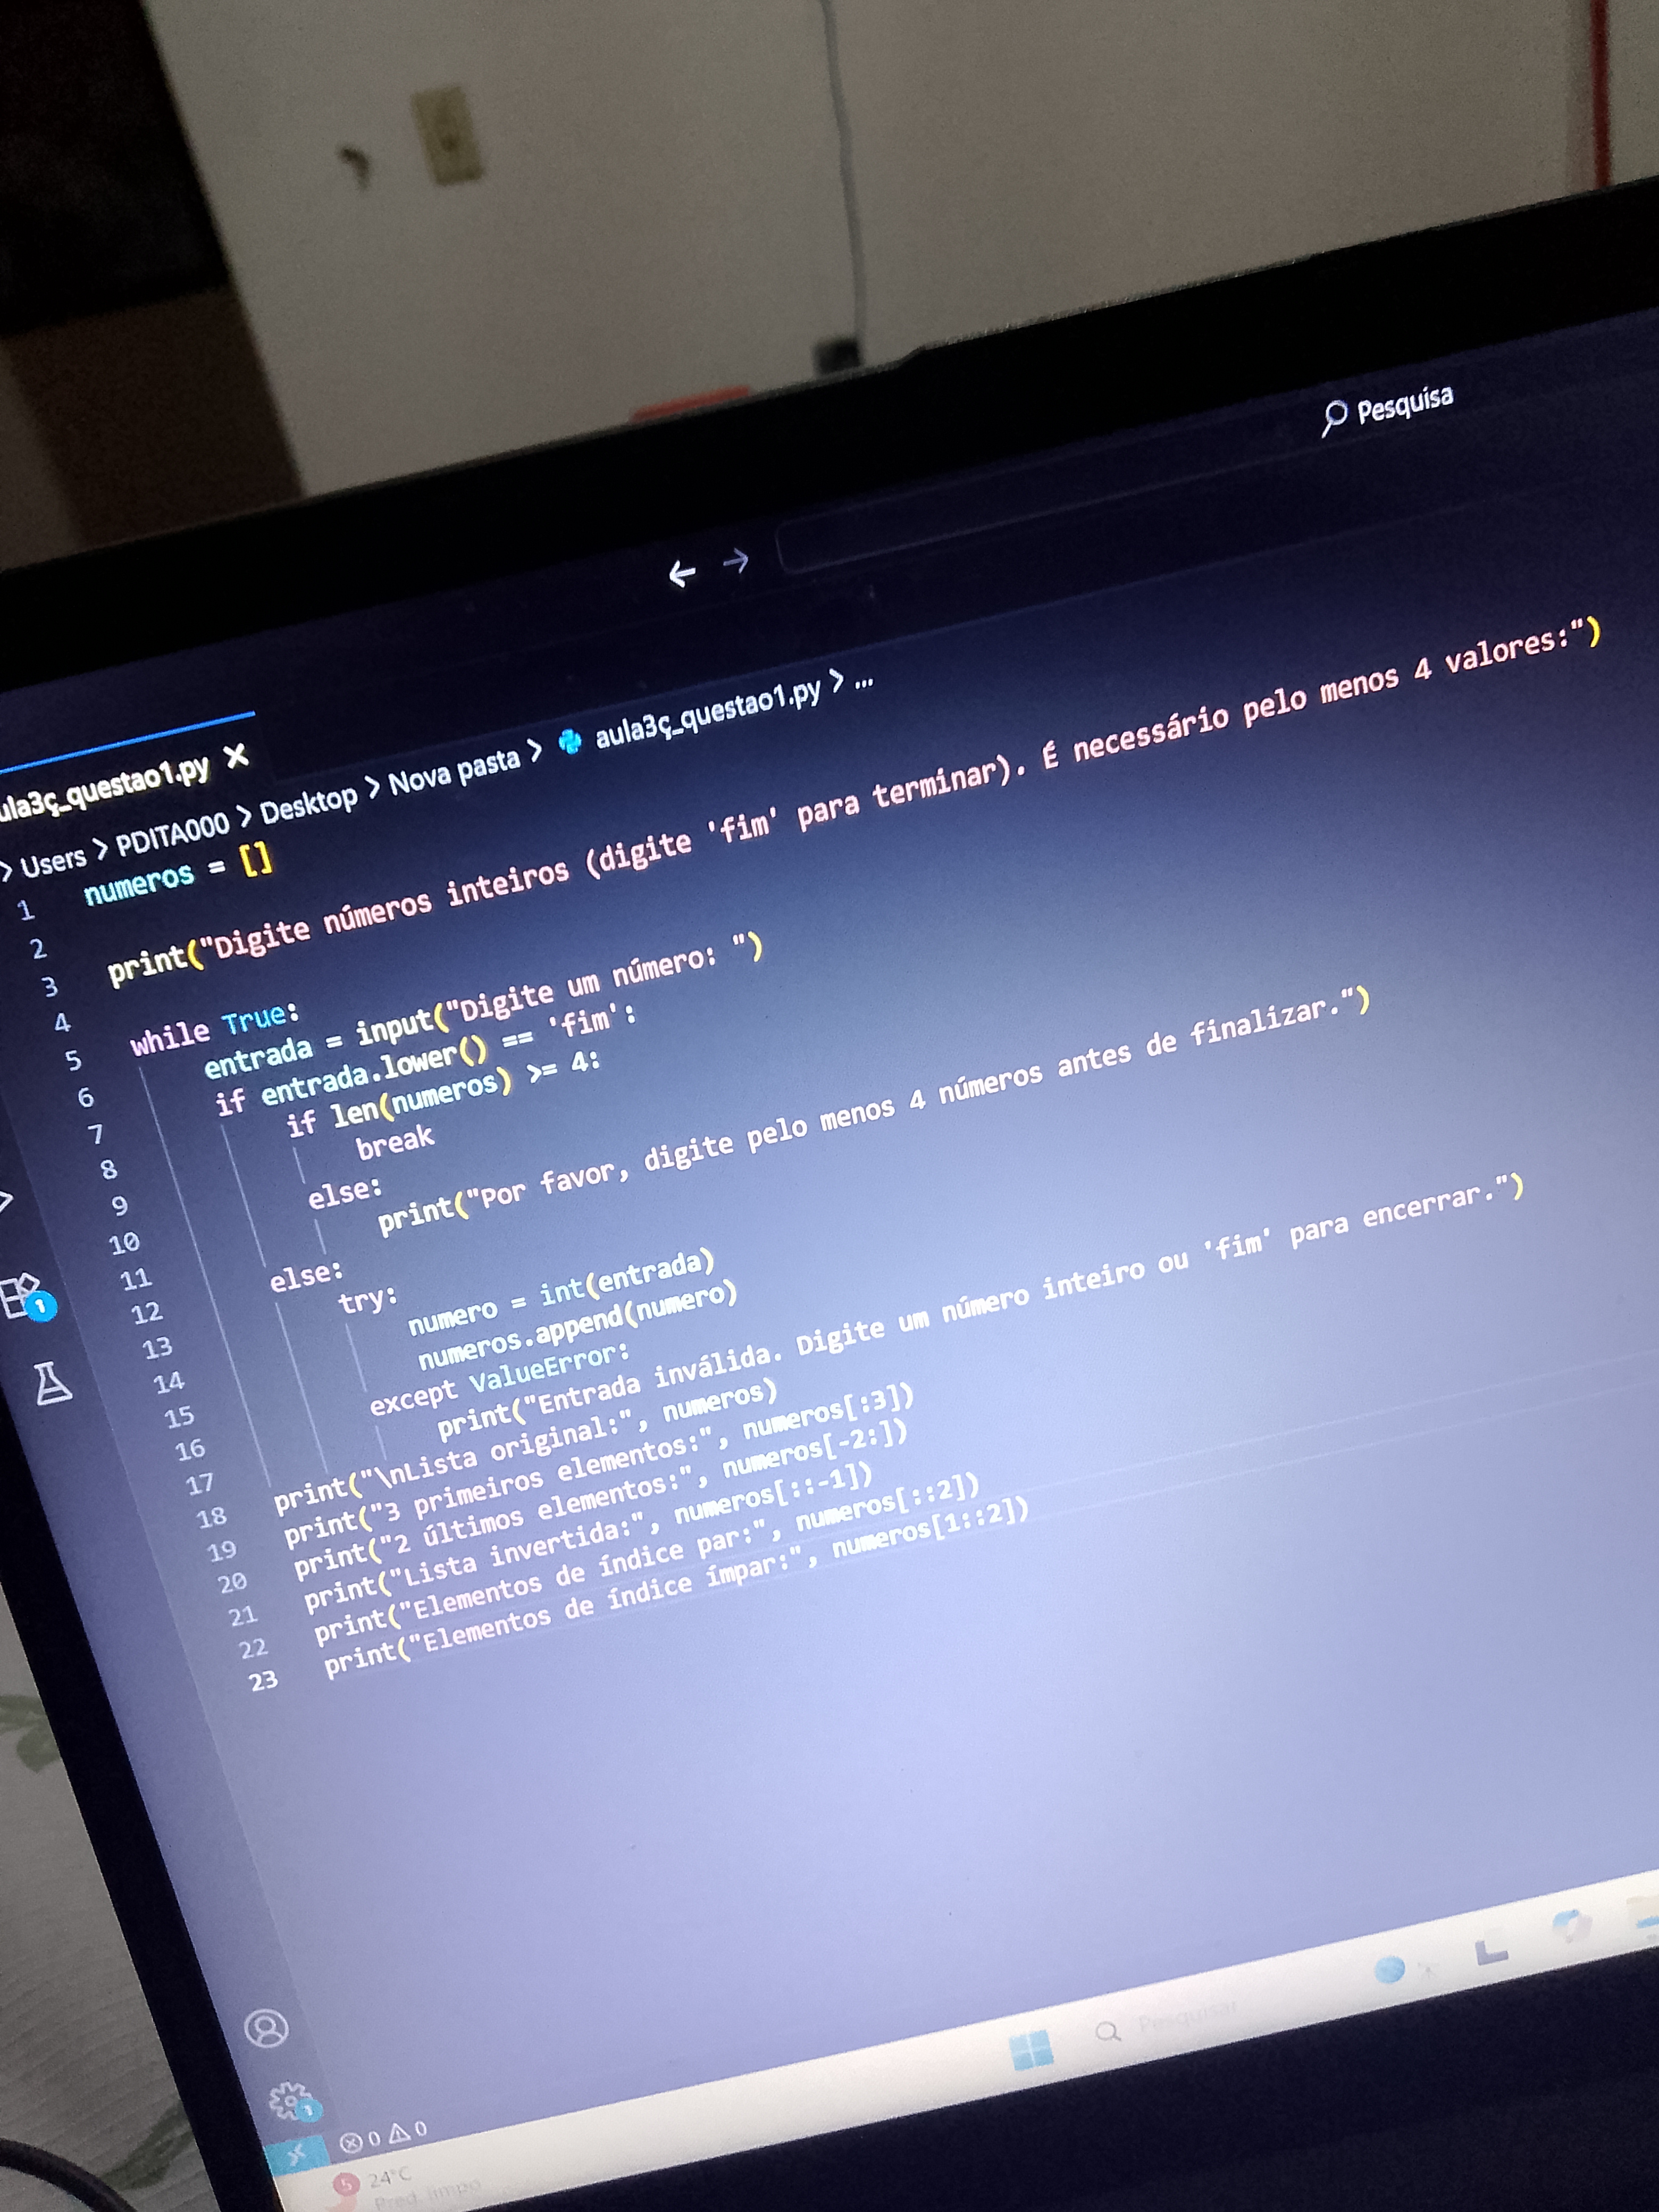 Pesquisa
ula3ç_questao1.py
> Users > PDITA000 > Desktop > Nova pasta > aula3ç_questao1.py > ...
1 numeros = []
2
3 print("Digite números inteiros (digite 'fim' para terminar). É necessário pelo menos 4 valores:")
4
5 while True:
6 entrada = input("Digite um número: ")
7 if entrada.lower() == 'fim':
8 if len(numeros) >= 4:
9 break
10 else:
11 print("Por favor, digite pelo menos 4 números antes de finalizar.")
12 else:
13 try:
14 numero = int(entrada)
15 numeros.append(numero)
16 except ValueError:
17 print("Entrada inválida. Digite um número inteiro ou 'fim' para encerrar.")
18 print("\nLista original:", numeros)
19 print("3 primeiros elementos:", numeros[:3])
20 print("2 últimos elementos:", numeros[-2:])
21 print("Lista invertida:", numeros[::-1])
22 print("Elementos de índice par:", numeros[::2])
23 print("Elementos de índice ímpar:", numeros[1::2])
1
1
0 0
Pesquisar
5
24°C
Pred. limpo